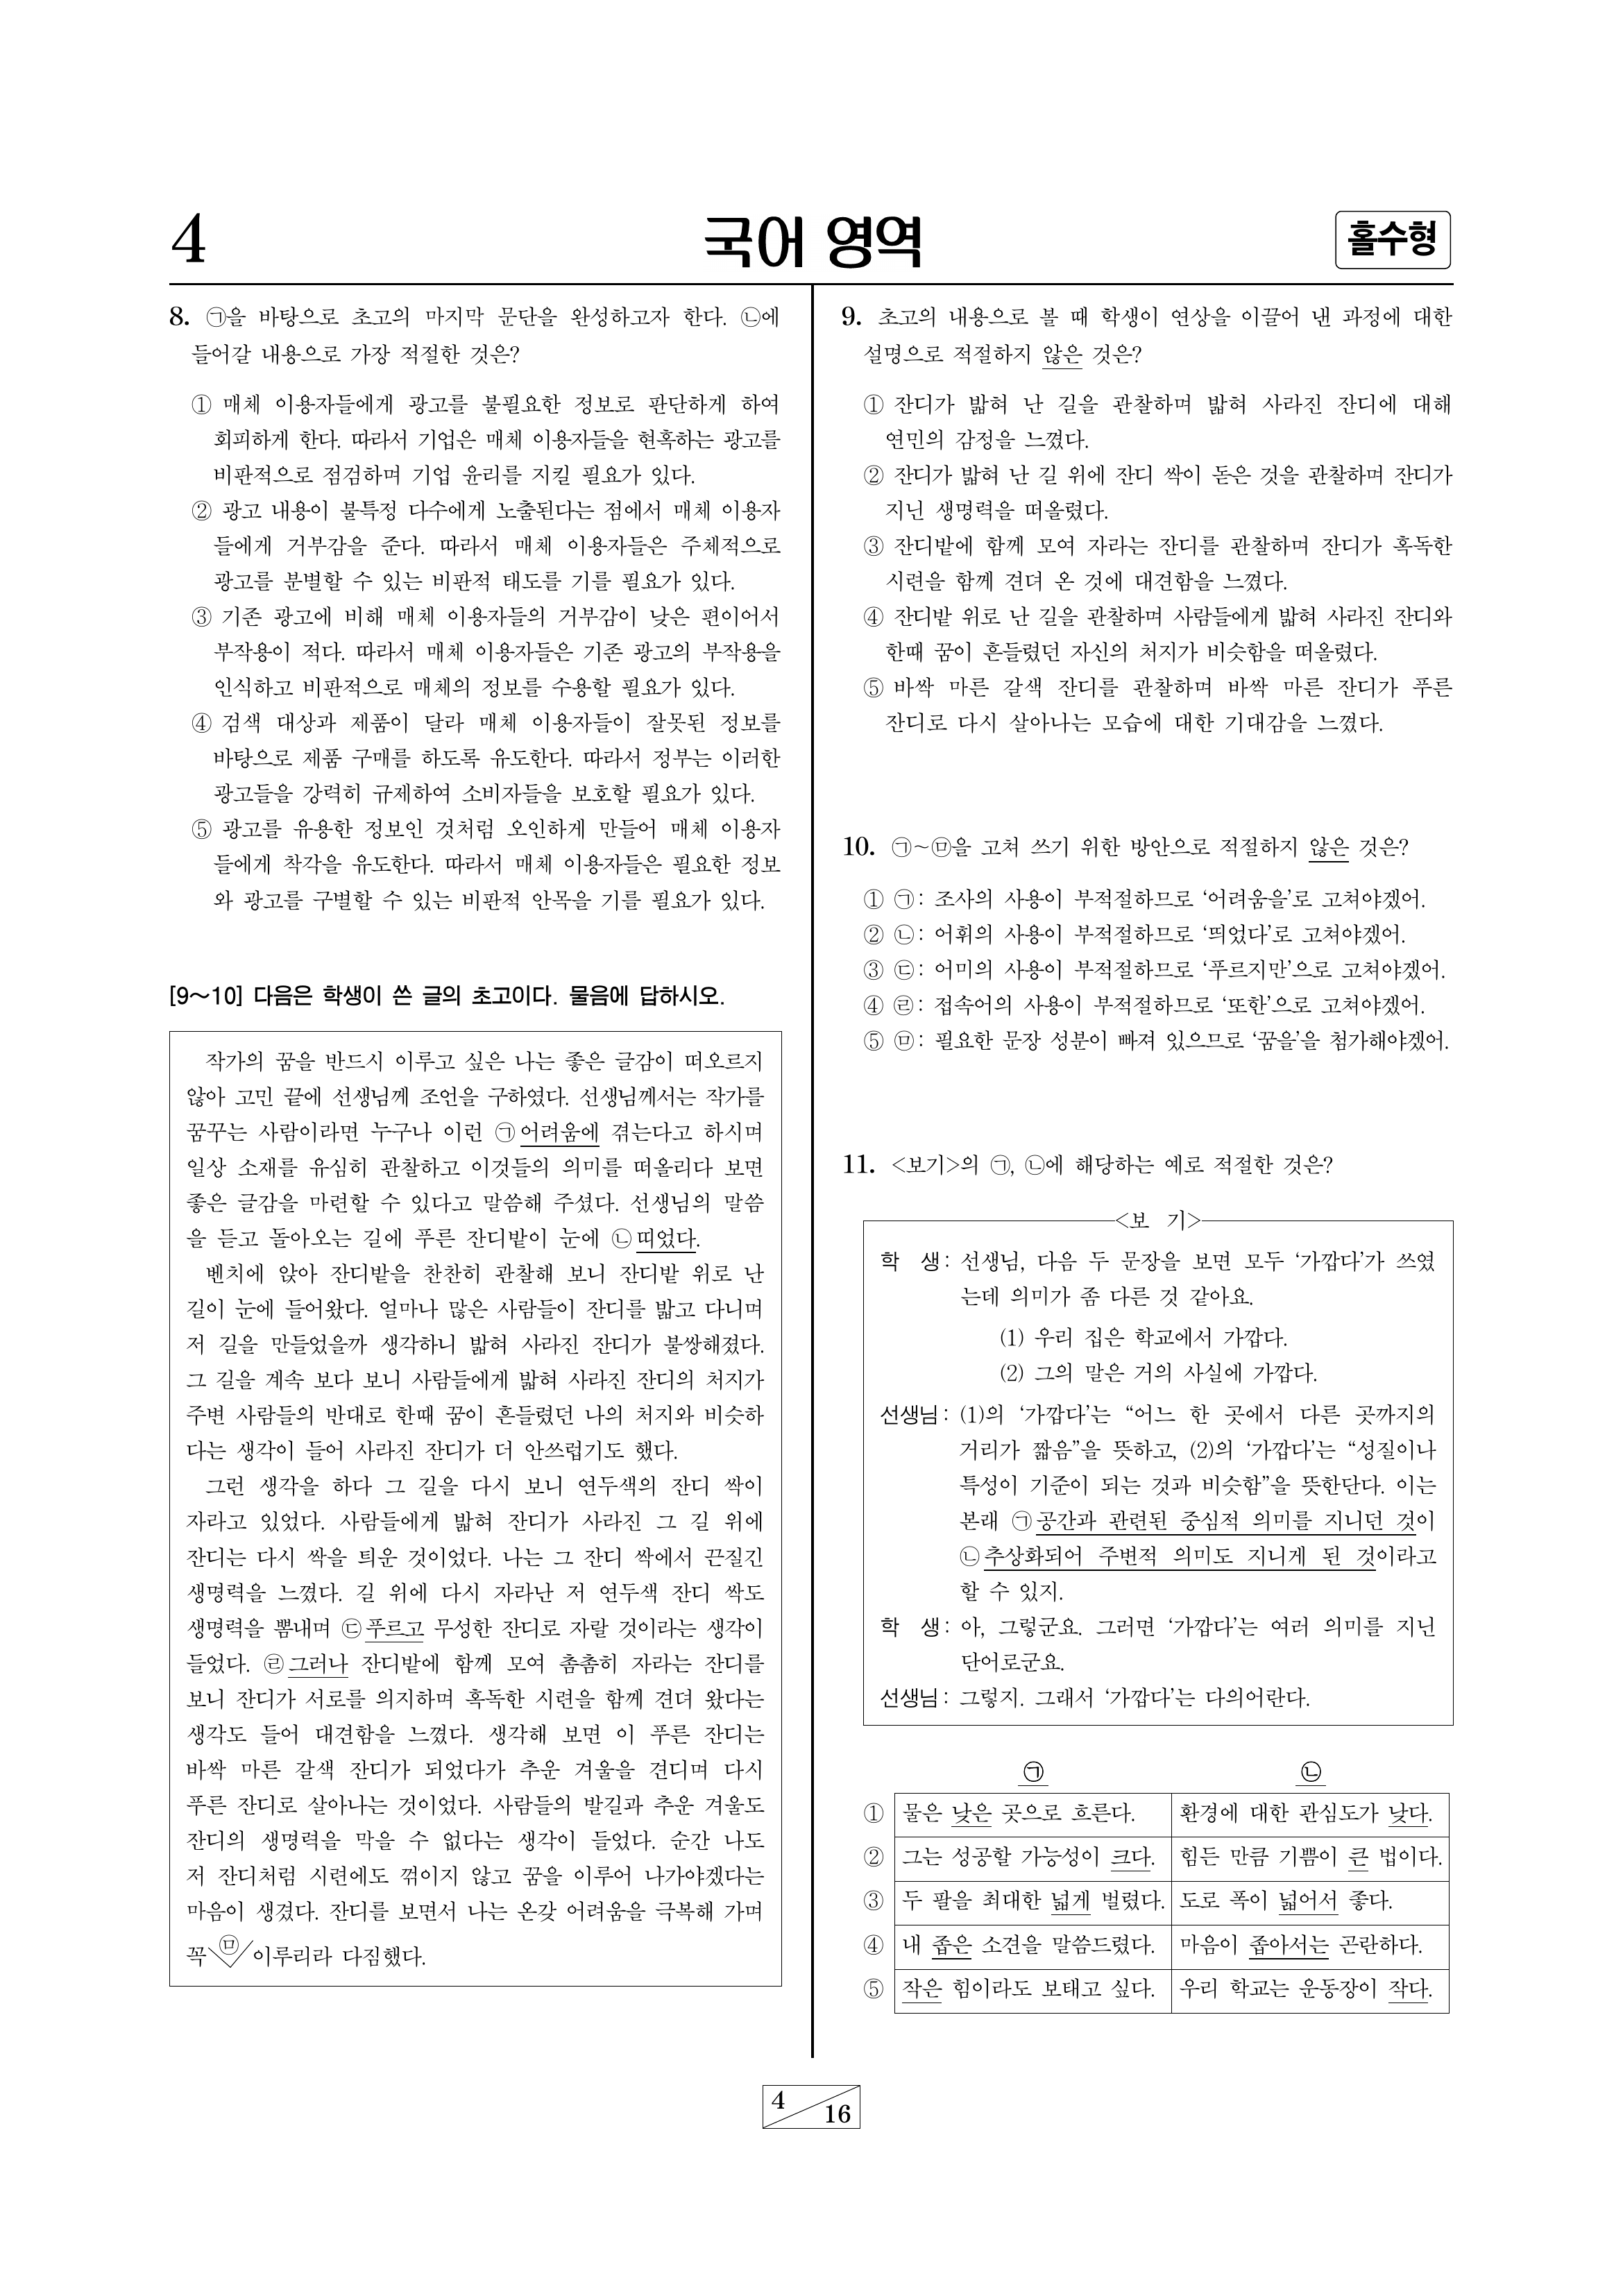 4
국어 영역
홀수형
8. ㉠을 바탕으로 초고의 마지막 문단을 완성하고자 한다. ㉡에
들어갈 내용으로 가장 적절한 것은?
① 매체 이용자들에게 광고를 불필요한 정보로 판단하게 하여
회피하게 한다. 따라서 기업은 매체 이용자들을 현혹하는 광고를
비판적으로 점검하며 기업 윤리를 지킬 필요가 있다.
② 광고 내용이 불특정 다수에게 노출된다는 점에서 매체 이용자
들에게 거부감을 준다. 따라서 매체 이용자들은 주체적으로
광고를 분별할 수 있는 비판적 태도를 기를 필요가 있다.
③ 기존 광고에 비해 매체 이용자들의 거부감이 낮은 편이어서
부작용이 적다. 따라서 매체 이용자들은 기존 광고의 부작용을
인식하고 비판적으로 매체의 정보를 수용할 필요가 있다.
④ 검색 대상과 제품이 달라 매체 이용자들이 잘못된 정보를
바탕으로 제품 구매를 하도록 유도한다. 따라서 정부는 이러한
광고들을 강력히 규제하여 소비자들을 보호할 필요가 있다.
⑤ 광고를 유용한 정보인 것처럼 오인하게 만들어 매체 이용자
들에게 착각을 유도한다. 따라서 매체 이용자들은 필요한 정보
와 광고를 구별할 수 있는 비판적 안목을 기를 필요가 있다.
[9~10] 다음은 학생이 쓴 글의 초고이다. 물음에 답하시오.
작가의 꿈을 반드시 이루고 싶은 나는 좋은 글감이 떠오르지
않아 고민 끝에 선생님께 조언을 구하였다. 선생님께서는 작가를
꿈꾸는 사람이라면 누구나 이런 ㉠어려움에 겪는다고 하시며
일상 소재를 유심히 관찰하고 이것들의 의미를 떠올리다 보면
좋은 글감을 마련할 수 있다고 말씀해 주셨다. 선생님의 말씀
을 듣고 돌아오는 길에 푸른 잔디밭이 눈에 ㉡띠었다.
벤치에 앉아 잔디밭을 찬찬히 관찰해 보니 잔디밭 위로 난
길이 눈에 들어왔다. 얼마나 많은 사람들이 잔디를 밟고 다니며
저 길을 만들었을까 생각하니 밟혀 사라진 잔디가 불쌍해졌다.
그 길을 계속 보다 보니 사람들에게 밟혀 사라진 잔디의 처지가
주변 사람들의 반대로 한때 꿈이 흔들렸던 나의 처지와 비슷하
다는 생각이 들어 사라진 잔디가 더 안쓰럽기도 했다.
그런 생각을 하다 그 길을 다시 보니 연두색의 잔디 싹이
자라고 있었다. 사람들에게 밟혀 잔디가 사라진 그 길 위에
잔디는 다시 싹을 틔운 것이었다. 나는 그 잔디 싹에서 끈질긴
생명력을 느꼈다. 길 위에 다시 자라난 저 연두색 잔디 싹도
생명력을 뽐내며 ㉢푸르고 무성한 잔디로 자랄 것이라는 생각이
들었다. ㉣그러나 잔디밭에 함께 모여 촘촘히 자라는 잔디를
보니 잔디가 서로를 의지하며 혹독한 시련을 함께 견뎌 왔다는
생각도 들어 대견함을 느꼈다. 생각해 보면 이 푸른 잔디는
바싹 마른 갈색 잔디가 되었다가 추운 겨울을 견디며 다시
푸른 잔디로 살아나는 것이었다. 사람들의 발길과 추운 겨울도
잔디의 생명력을 막을 수 없다는 생각이 들었다. 순간 나도
저 잔디처럼 시련에도 꺾이지 않고 꿈을 이루어 나가야겠다는
마음이 생겼다. 잔디를 보면서 나는 온갖 어려움을 극복해 가며
꼭 ㉤ 이루리라 다짐했다.
9. 초고의 내용으로 볼 때 학생이 연상을 이끌어 낸 과정에 대한
설명으로 적절하지 않은 것은?
① 잔디가 밟혀 난 길을 관찰하며 밟혀 사라진 잔디에 대해
연민의 감정을 느꼈다.
② 잔디가 밟혀 난 길 위에 잔디 싹이 돋은 것을 관찰하며 잔디가
지닌 생명력을 떠올렸다.
③ 잔디밭에 함께 모여 자라는 잔디를 관찰하며 잔디가 혹독한
시련을 함께 견뎌 온 것에 대견함을 느꼈다.
④ 잔디밭 위로 난 길을 관찰하며 사람들에게 밟혀 사라진 잔디와
한때 꿈이 흔들렸던 자신의 처지가 비슷함을 떠올렸다.
⑤ 바싹 마른 갈색 잔디를 관찰하며 바싹 마른 잔디가 푸른
잔디로 다시 살아나는 모습에 대한 기대감을 느꼈다.
10. ㉠~㉤을 고쳐 쓰기 위한 방안으로 적절하지 않은 것은?
① ㉠: 조사의 사용이 부적절하므로 ‘어려움을’로 고쳐야겠어.
② ㉡: 어휘의 사용이 부적절하므로 ‘띄었다’로 고쳐야겠어.
③ ㉢: 어미의 사용이 부적절하므로 ‘푸르지만’으로 고쳐야겠어.
④ ㉣: 접속어의 사용이 부적절하므로 ‘또한’으로 고쳐야겠어.
⑤ ㉤: 필요한 문장 성분이 빠져 있으므로 ‘꿈을’을 첨가해야겠어.
11. <보기>의 ㉠, ㉡에 해당하는 예로 적절한 것은?
<보 기>
학 생: 선생님, 다음 두 문장을 보면 모두 ‘가깝다’가 쓰였
는데 의미가 좀 다른 것 같아요.
(1) 우리 집은 학교에서 가깝다.
(2) 그의 말은 거의 사실에 가깝다.
선생님: (1)의 ‘가깝다’는 “어느 한 곳에서 다른 곳까지의
거리가 짧음”을 뜻하고, (2)의 ‘가깝다’는 “성질이나
특성이 기준이 되는 것과 비슷함”을 뜻한단다. 이는
본래 ㉠공간과 관련된 중심적 의미를 지니던 것이
㉡추상화되어 주변적 의미도 지니게 된 것이라고
할 수 있지.
학 생: 아, 그렇군요. 그러면 ‘가깝다’는 여러 의미를 지닌
단어로군요.
선생님: 그렇지. 그래서 ‘가깝다’는 다의어란다.
㉠ ㉡
① 물은 낮은 곳으로 흐른다. 환경에 대한 관심도가 낮다.
② 그는 성공할 가능성이 크다. 힘든 만큼 기쁨이 큰 법이다.
③ 두 팔을 최대한 넓게 벌렸다. 도로 폭이 넓어서 좋다.
④ 내 좁은 소견을 말씀드렸다. 마음이 좁아서는 곤란하다.
⑤ 작은 힘이라도 보태고 싶다. 우리 학교는 운동장이 작다.
4
16